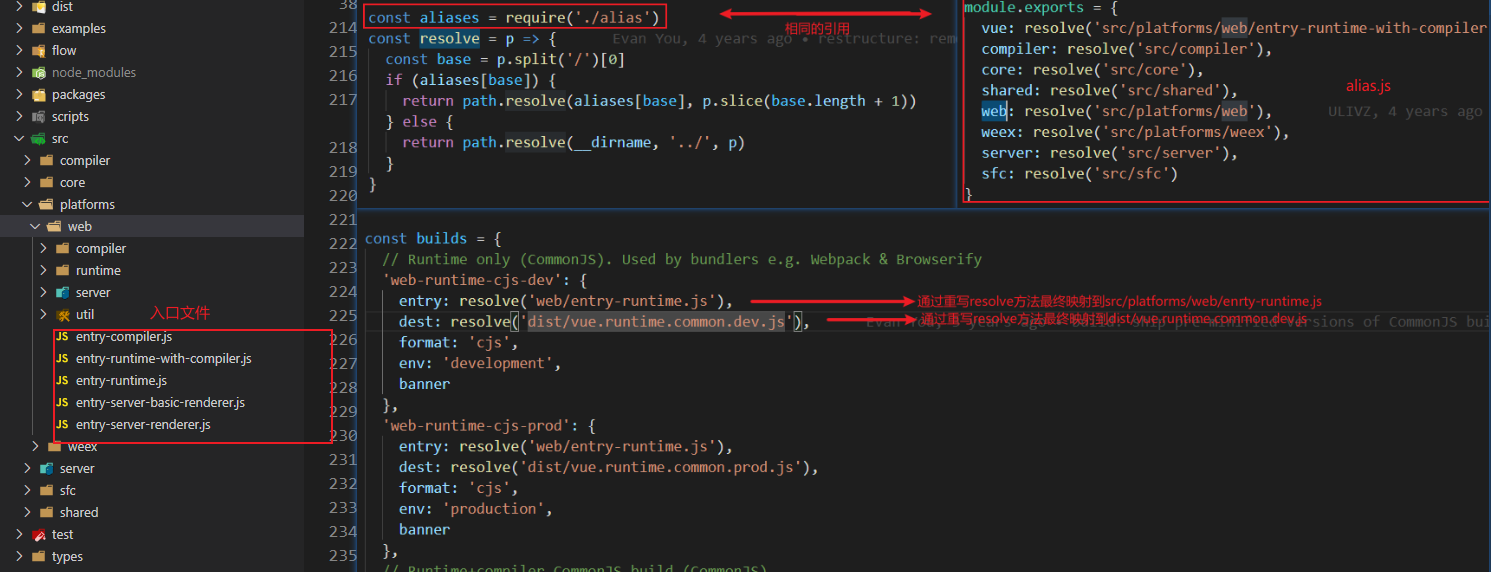 dist
examples
flow
node_modules
packages
scripts
src
compiler
core
platforms
web
compiler
runtime
server
util
入口文件
entry-compiler.js
entry-runtime-with-compiler.js
entry-runtime.js
entry-server-basic-renderer.js
entry-server-renderer.js
weex
server
sfc
shared
test
types
38
214
215
216
217
218
219
220
221
222
223
224
225
226
227
228
229
230
231
232
233
234
235
const aliases = require('./alias')
const resolve = p => {
Evan You, 4 years ago • restructure: rem
const base = p.split('/')[0]
if (aliases[base]) {
return path.resolve(aliases[base], p.slice(base.length + 1))
} else {
return path.resolve(__dirname, '../', p)
}
}
相同的引用
module.exports = {
vue: resolve('src/platforms/web/entry-runtime-with-compiler
compiler: resolve('src/compiler'),
core: resolve('src/core'),
shared: resolve('src/shared'),
alias.js
web: resolve('src/platforms/web'),
ULIVZ, 4 years ago
weex: resolve('src/platforms/weex'),
server: resolve('src/server'),
sfc: resolve('src/sfc')
}
const builds = {
// Runtime only (CommonJS). Used by bundlers e.g. Webpack & Browserify
'web-runtime-cjs-dev': {
entry: resolve('web/entry-runtime.js'),
通过重写resolve方法最终映射到src/platforms/web/enrty-runtime.js
dest: resolve('dist/vue.runtime.common.dev.js'),
通过重写resolve方法最终映射到dist/vue.runtime.common.dev.js
versions of CommonJS bui
format: 'cjs',
env: 'development',
banner
},
'web-runtime-cjs-prod': {
entry: resolve('web/entry-runtime.js'),
dest: resolve('dist/vue.runtime.common.prod.js'),
format: 'cjs',
env: 'production',
banner
},
// Runtime+compiler CommonJS build (CommonJS)